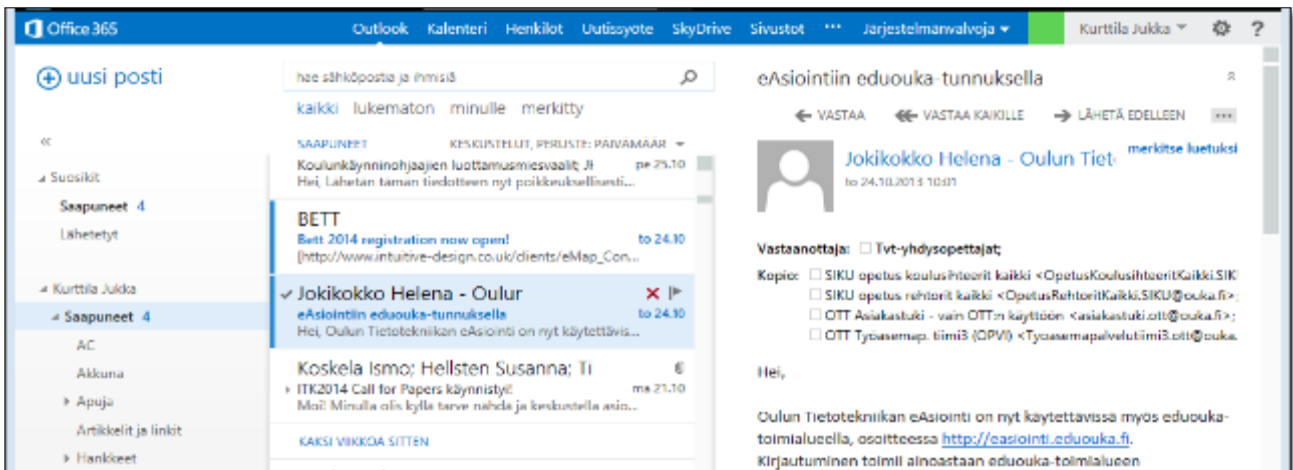 Office 365
Outlook Kalenteri Henkilöt Uutissyöte SkyDrive Sivustot ··· Järjestelmänvalvoja
Kurttila Jukka ?
uusi posti
«
Suosikit
Saapuneet 4
Lähetetyt
Kurttila Jukka
Saapuneet 4
AC
Akkuna
Apuja
Artikkelit ja linkit
Hankkeet
hae sähköpostia ja ihmisiä
kaikki lukematon minulle merkitty
SAAPUNEET KESKUSTELUT, PERUSTE: PÄIVÄMÄÄR
Koulunkäynninohjaajien luottamusmiesvaalit; JI pe 25.10
Hei, Lähetän tämän tiedotteen nyt poikkeuksellisesti...
BETT
Bett 2014 registration now open! to 24.10
[http://www.intuitive-design.co.uk/clients/eMap_Con...
Jokikokko Helena - Oulur
eAsiointiin eduouka-tunnuksella to 24.10
Hei, Oulun Tietotekniikan eAsiointi on nyt käytettävis...
Koskela Ismo; Hellsten Susanna; Ti
ITK2014 Call for Papers käynnistyi! ma 21.10
Moi! Minulla olis kyllä tarve nähdä ja keskustella asio...
KAKSI VIIKKOA SITTEN
eAsiointiin eduouka-tunnuksella
VASTAA VASTAA KAIKILLE LÄHETÄ EDELLEEN ···
Jokikokko Helena - Oulun Tiet merkitse luetuksi
to 24.10.2013 10:01
Vastaanottaja: Tvt-yhdysopettajat;
Kopio: SIKU opetus koulusihteerit kaikki <OpetusKoulusihteeritKaikki.SIK
SIKU opetus rehtorit kaikki <OpetusRehtoritKaikki.SIKU@ouka.fi>;
OTT Asiakastuki - vain OTT:n käyttöön <asiakastuki.ott@ouka.fi>;
OTT Työasemap. tiimi3 (OPVI) <Tyoasemapalvelutiimi3.ott@ouka.
Hei,
Oulun Tietotekniikan eAsiointi on nyt käytettävissä myös eduouka-
toimialueella, osoitteessa http://easiointi.eduouka.fi.
Kirjautuminen toimii ainoastaan eduouka-toimialueen